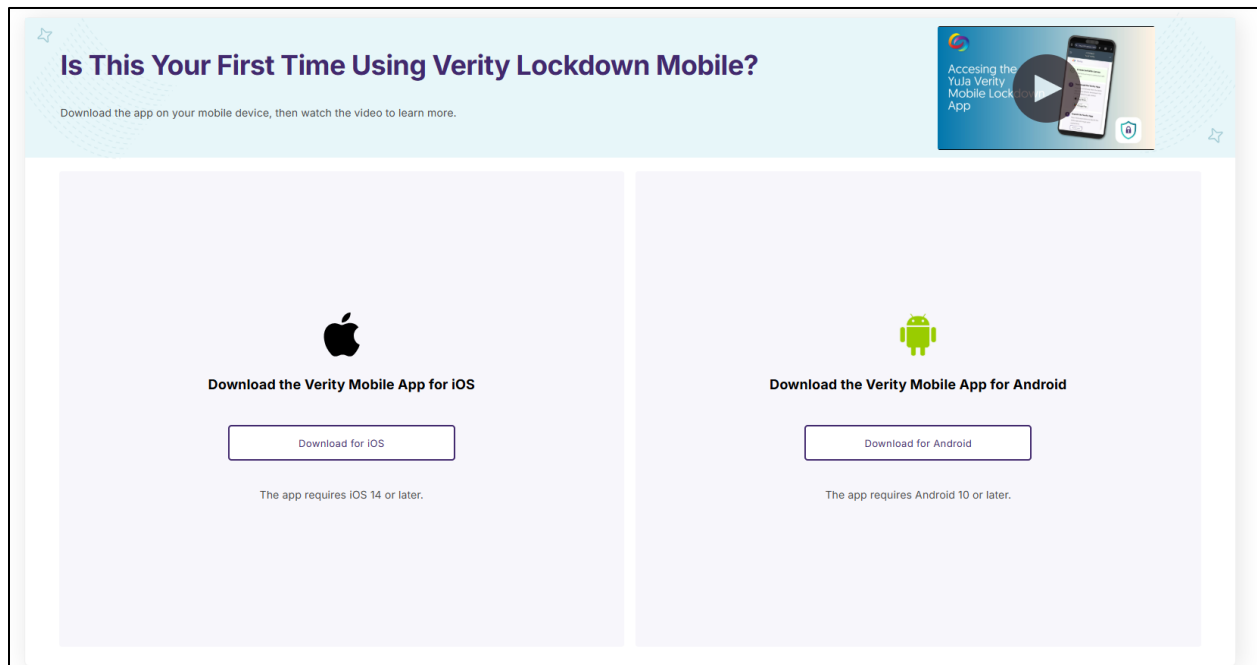 Is This Your First Time Using Verity Lockdown Mobile?
Download the app on your mobile device, then watch the video to learn more.
Accesing the
YuJa Verity
Mobile Lockdown
App
Download the Verity Mobile App for iOS
Download for iOS
The app requires iOS 14 or later.
Download the Verity Mobile App for Android
Download for Android
The app requires Android 10 or later.